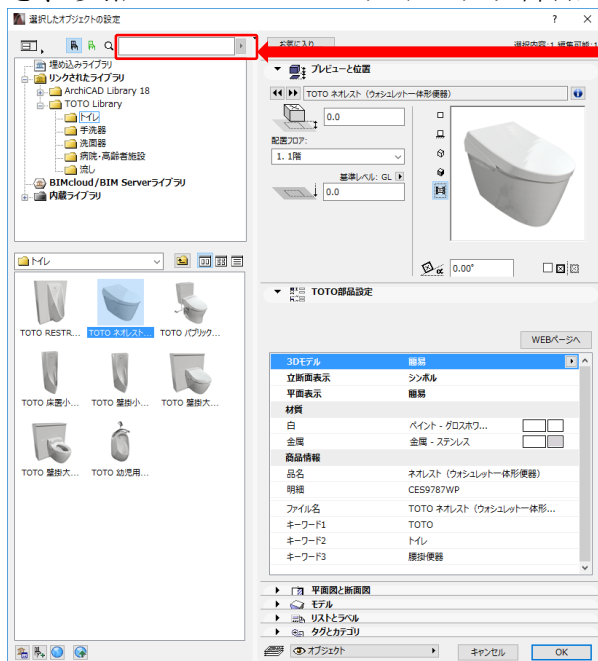 選択したオブジェクトの設定
? ×
埋め込みライブラリ
リンクされたライブラリ
ArchiCAD Library 18
TOTO Library
トイレ
手洗器
洗面器
病院・高齢者施設
流し
BIMcloud/BIM Serverライブラリ
内蔵ライブラリ
トイレ
TOTO RESTR...
TOTO ネオレスト...
TOTO パブリック...
TOTO 床置小...
TOTO 壁掛小...
TOTO 壁掛大...
TOTO 壁掛大...
TOTO 幼児用...
プレビューと位置
TOTO ネオレスト（ウォシュレット一体形便器）
0.0
配置フロア:
1. 1階
基準レベル: GL
0.0
α 0.00°
TOTO部品設定
WEBページへ
3Dモデル 簡易
立断面表示 シンボル
平面表示 簡易
材質
白 ペイント - グロスホワ...
金属 金属 - ステンレス
商品情報
品名 ネオレスト（ウォシュレット一体形便器）
明細 CES9787WP
ファイル名 TOTO ネオレスト（ウォシュレット一体形...
キーワード1 TOTO
キーワード2 トイレ
キーワード3 腰掛便器
平面図と断面図
モデル
リストとラベル
タグとカテゴリ
オブジェクト
キャンセル
OK